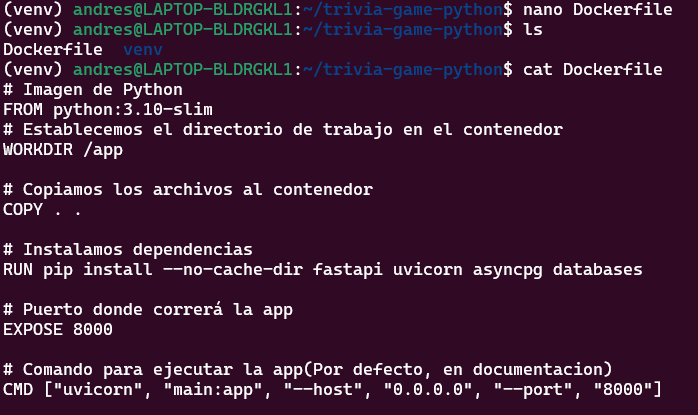 (venv) andres@LAPTOP-BLDRGKL1:~/trivia-game-python$ nano Dockerfile
(venv) andres@LAPTOP-BLDRGKL1:~/trivia-game-python$ ls
Dockerfile  venv
(venv) andres@LAPTOP-BLDRGKL1:~/trivia-game-python$ cat Dockerfile
# Imagen de Python
FROM python:3.10-slim
# Establecemos el directorio de trabajo en el contenedor
WORKDIR /app

# Copiamos los archivos al contenedor
COPY . .

# Instalamos dependencias
RUN pip install --no-cache-dir fastapi uvicorn asyncpg databases

# Puerto donde correrá la app
EXPOSE 8000

# Comando para ejecutar la app(Por defecto, en documentacion)
CMD ["uvicorn", "main:app", "--host", "0.0.0.0", "--port", "8000"]